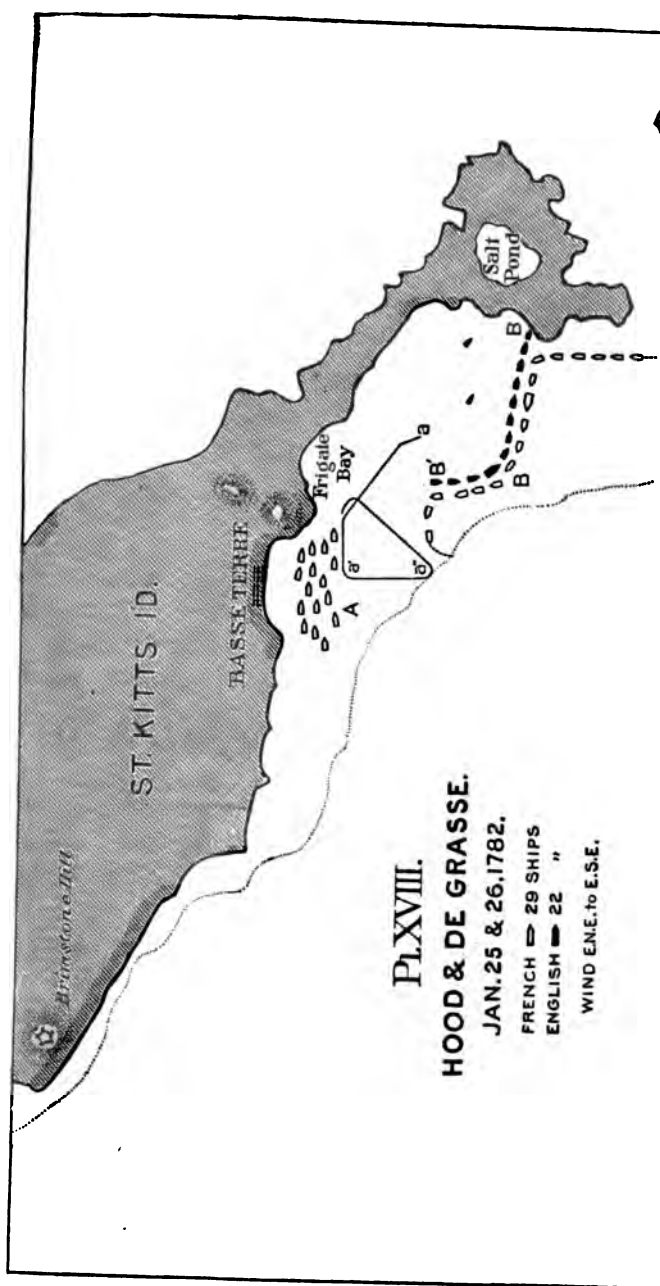 Brimstone Hill
ST. KITTS ID.
BASSE TERRE
Frigate
Bay
Salt
Pond
A
a
a'
a"
B
B'
B
PL.XVIII.
HOOD & DE GRASSE.
JAN. 25 & 26, 1782.
FRENCH 29 SHIPS
ENGLISH 22 "
WIND E.N.E. to E.S.E.